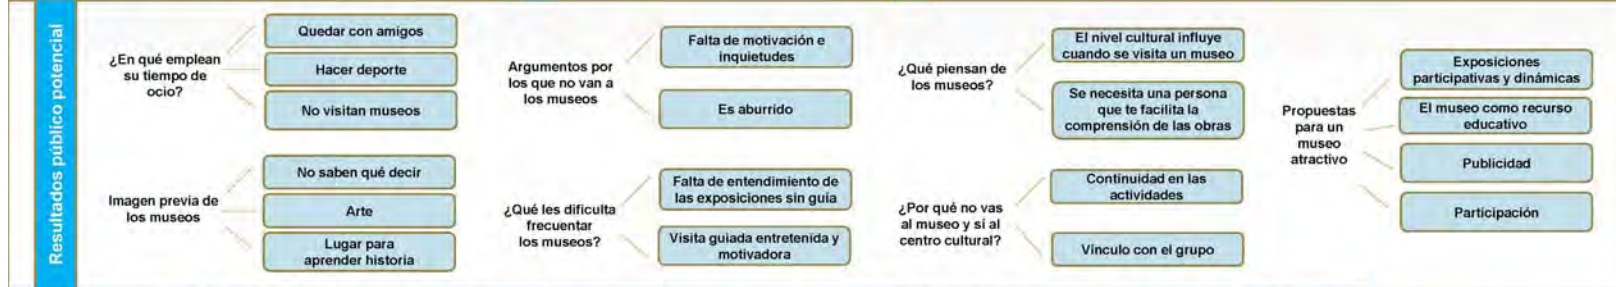 Resultados público potencial
¿En qué emplean
su tiempo de
ocio?
Quedar con amigos
Hacer deporte
No visitan museos
Imagen previa de
los museos
No saben qué decir
Arte
Lugar para
aprender historia
Argumentos por
los que no van a
los museos
Falta de motivación e
inquietudes
Es aburrido
¿Qué les dificulta
frecuentar
los museos?
Falta de entendimiento de
las exposiciones sin guía
Visita guiada entretenida y
motivadora
¿Qué piensan de
los museos?
El nivel cultural influye
cuando se visita un museo
Se necesita una persona
que te facilita la
comprensión de las obras
¿Por qué no vas
al museo y sí al
centro cultural?
Continuidad en las
actividades
Vínculo con el grupo
Propuestas
para un
museo
atractivo
Exposiciones
participativas y dinámicas
El museo como recurso
educativo
Publicidad
Participación